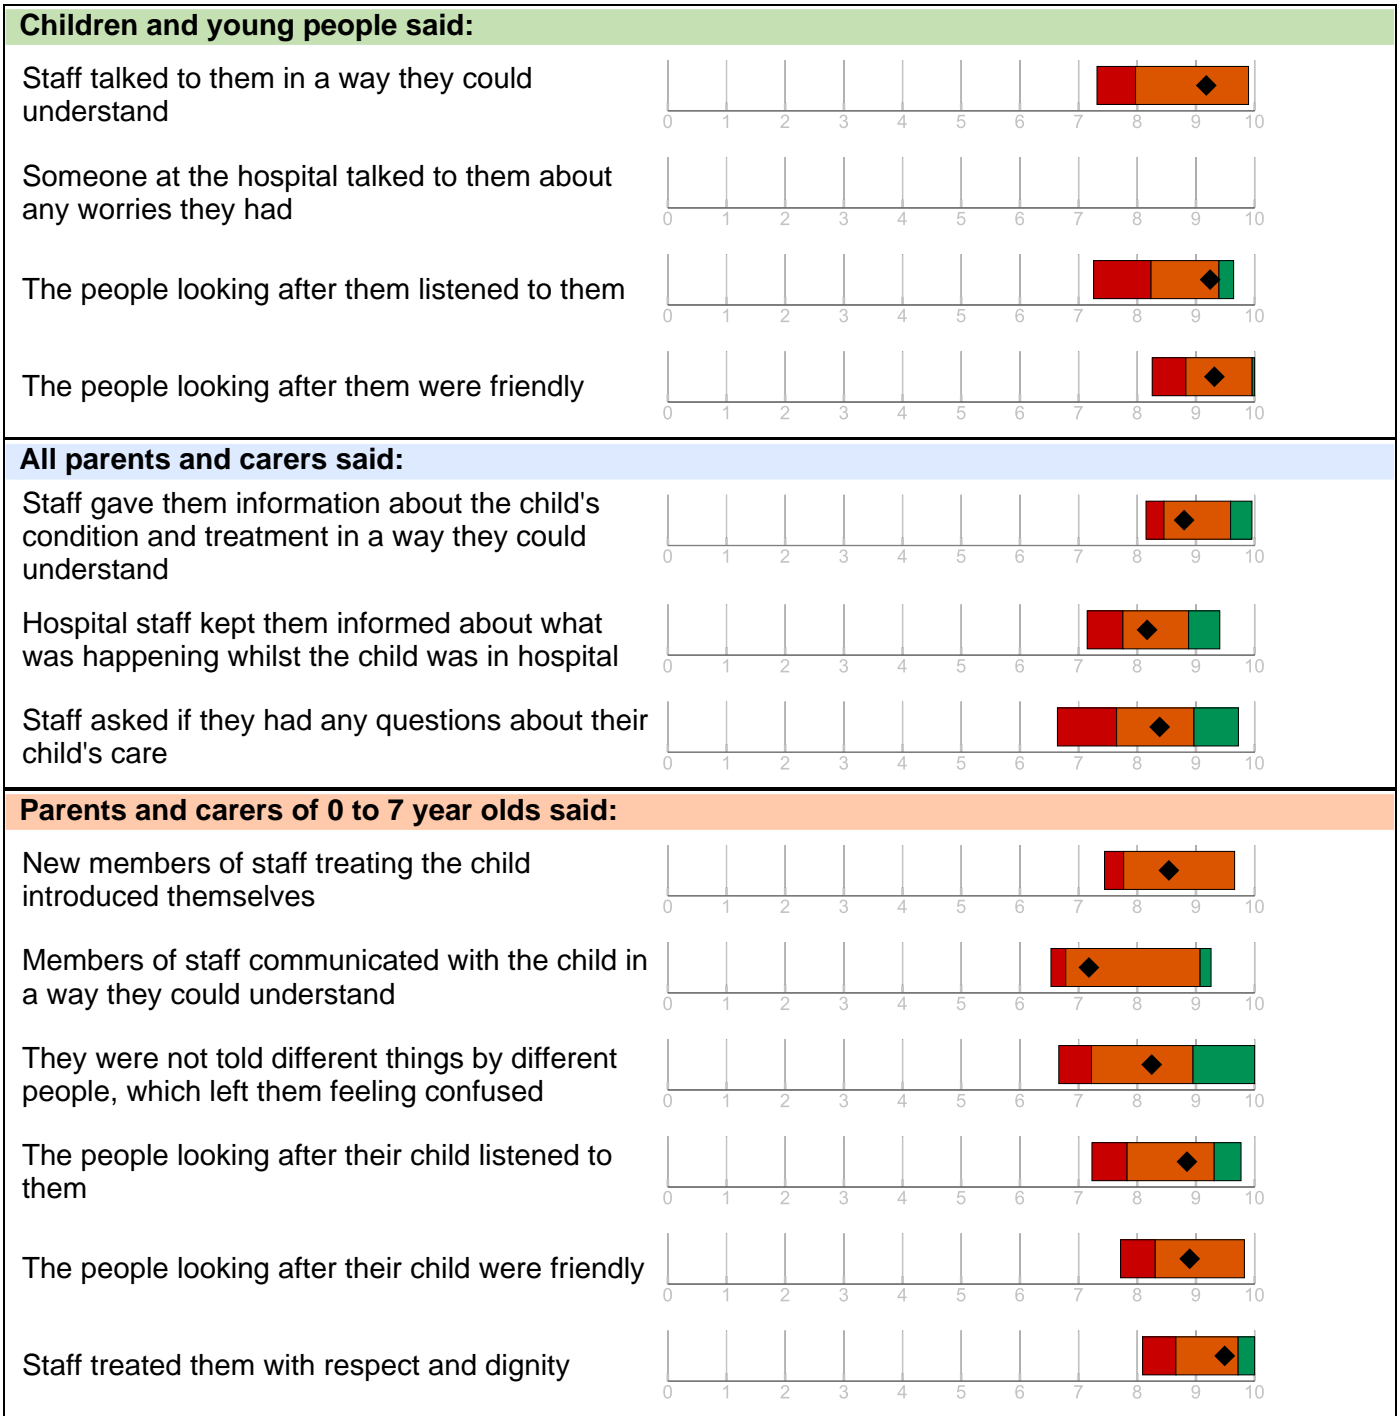 Children and young people said:
Staff talked to them in a way they could
understand
0 1 2 3 4 5 6 7 8 9 10
Someone at the hospital talked to them about
any worries they had
0 1 2 3 4 5 6 7 8 9 10
The people looking after them listened to them
0 1 2 3 4 5 6 7 8 9 10
The people looking after them were friendly
0 1 2 3 4 5 6 7 8 9 10
All parents and carers said:
Staff gave them information about the child's
condition and treatment in a way they could
understand
0 1 2 3 4 5 6 7 8 9 10
Hospital staff kept them informed about what
was happening whilst the child was in hospital
0 1 2 3 4 5 6 7 8 9 10
Staff asked if they had any questions about their
child's care
0 1 2 3 4 5 6 7 8 9 10
Parents and carers of 0 to 7 year olds said:
New members of staff treating the child
introduced themselves
0 1 2 3 4 5 6 7 8 9 10
Members of staff communicated with the child in
a way they could understand
0 1 2 3 4 5 6 7 8 9 10
They were not told different things by different
people, which left them feeling confused
0 1 2 3 4 5 6 7 8 9 10
The people looking after their child listened to
them
0 1 2 3 4 5 6 7 8 9 10
The people looking after their child were friendly
0 1 2 3 4 5 6 7 8 9 10
Staff treated them with respect and dignity
0 1 2 3 4 5 6 7 8 9 10